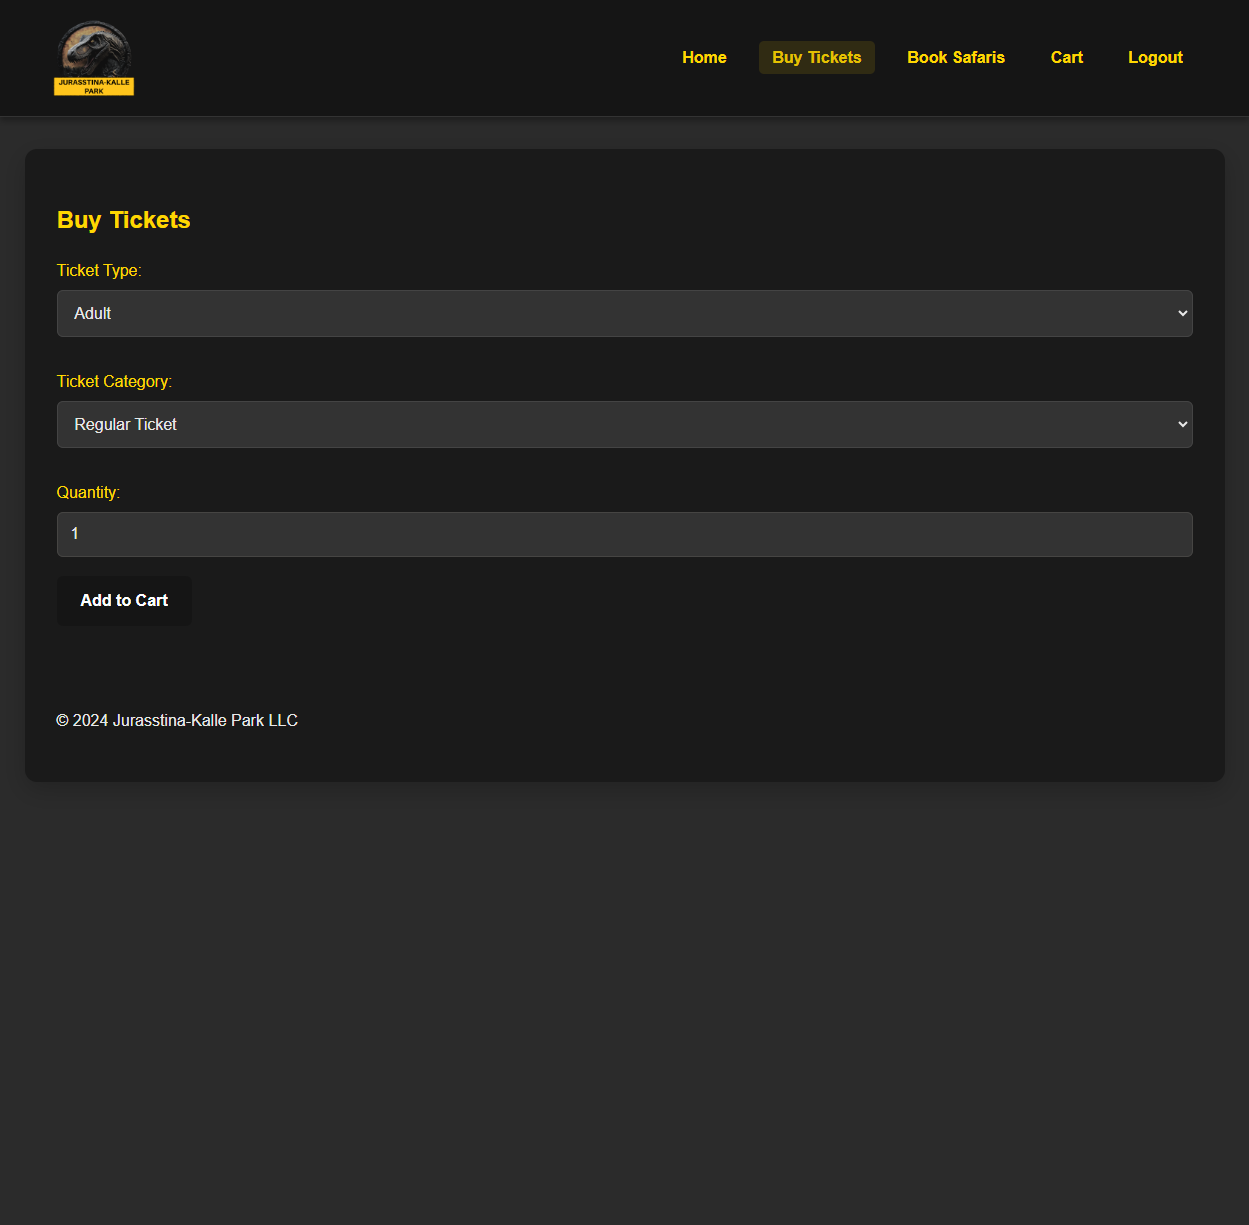 JURASSTINA-KALLE
PARK
Home Buy Tickets Book Safaris Cart Logout
Buy Tickets
Ticket Type:
Adult
Ticket Category:
Regular Ticket
Quantity:
1
Add to Cart
© 2024 Jurasstina-Kalle Park LLC